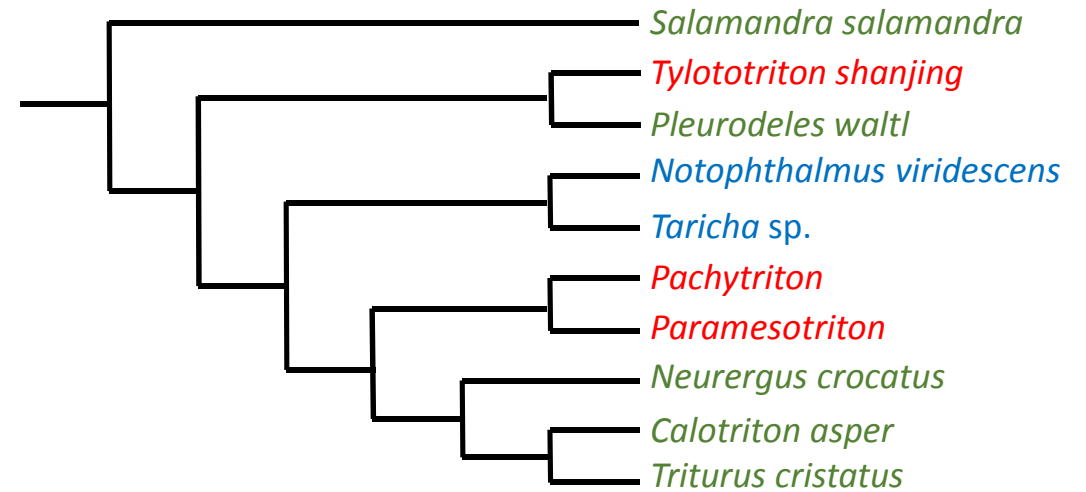 Salamandra salamandra
Tylototriton shanjing
Pleurodeles waltl
Notophthalmus viridescens
Taricha sp.
Pachytriton
Paramesotriton
Neurergus crocatus
Calotriton asper
Triturus cristatus